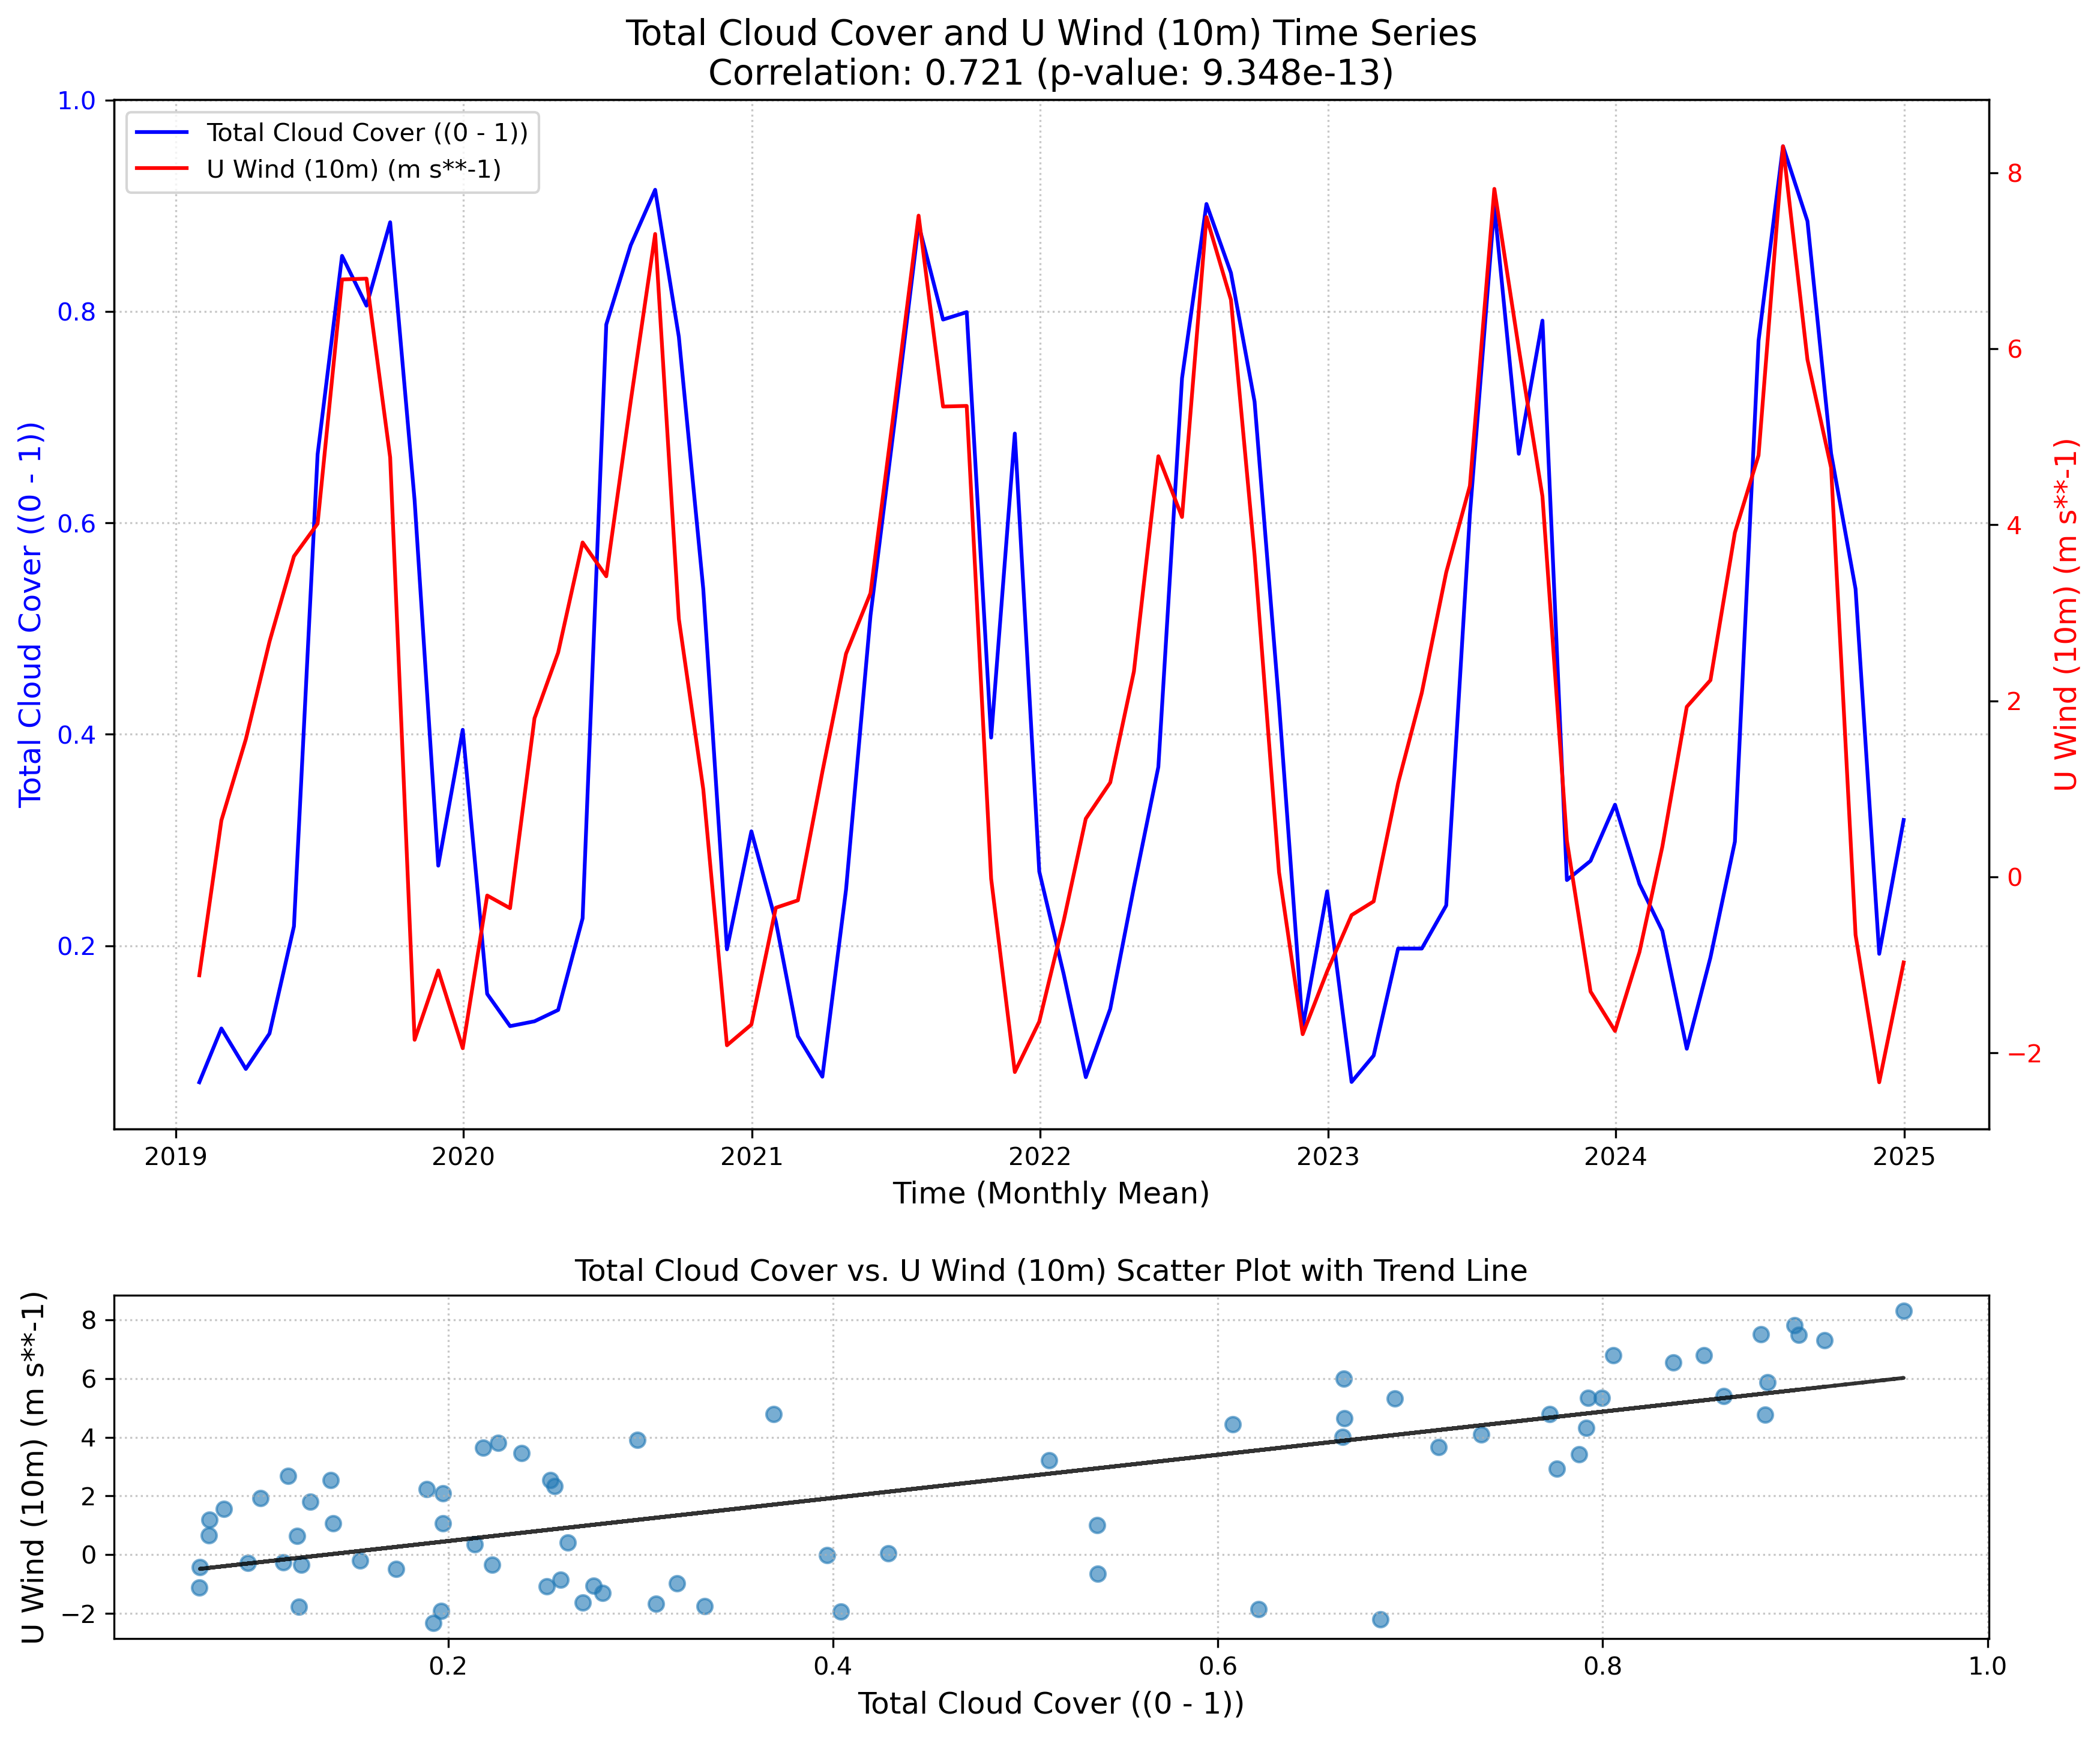 Total Cloud Cover and U Wind (10m) Time Series
Correlation: 0.721 (p-value: 9.348e-13)
Total Cloud Cover ((0 - 1))
U Wind (10m) (m s**-1)
Total Cloud Cover ((0 - 1))
1.0
0.8
0.6
0.4
0.2
U Wind (10m) (m s**-1)
8
6
4
2
0
−2
2019 2020 2021 2022 2023 2024 2025
Time (Monthly Mean)
Total Cloud Cover vs. U Wind (10m) Scatter Plot with Trend Line
U Wind (10m) (m s**-1)
8
6
4
2
0
−2
0.2 0.4 0.6 0.8 1.0
Total Cloud Cover ((0 - 1))